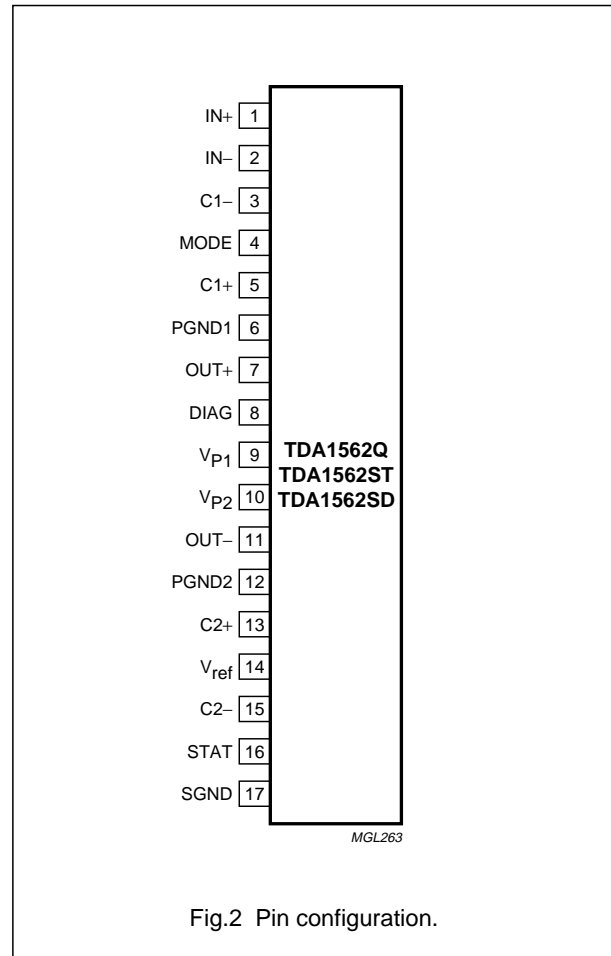 IN+ 1
IN− 2
C1− 3
MODE 4
C1+ 5
PGND1 6
OUT+ 7
DIAG 8
VP1 9
VP2 10
OUT− 11
PGND2 12
C2+ 13
Vref 14
C2− 15
STAT 16
SGND 17
TDA1562Q
TDA1562ST
TDA1562SD
MGL263
Fig.2 Pin configuration.